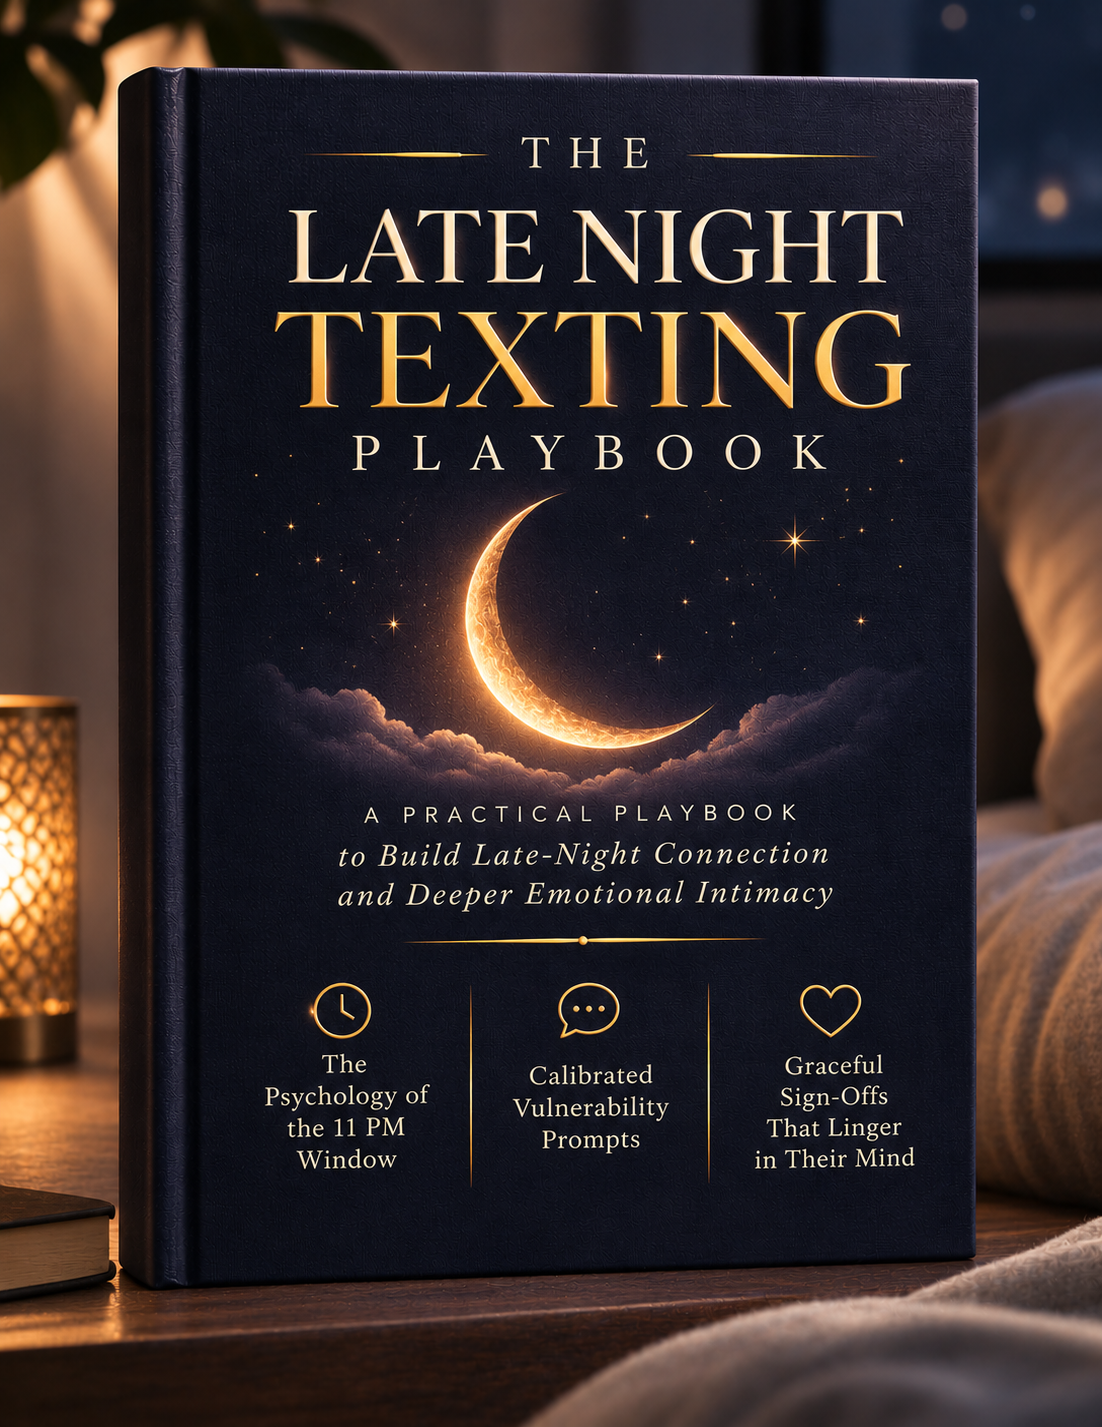 THE
LATE NIGHT
TEXTING
PLAYBOOK
A PRACTICAL PLAYBOOK
to Build Late-Night Connection
and Deeper Emotional Intimacy
The
Psychology of
the 11 PM
Window
Calibrated
Vulnerability
Prompts
Graceful
Sign-Offs
That Linger
in Their Mind